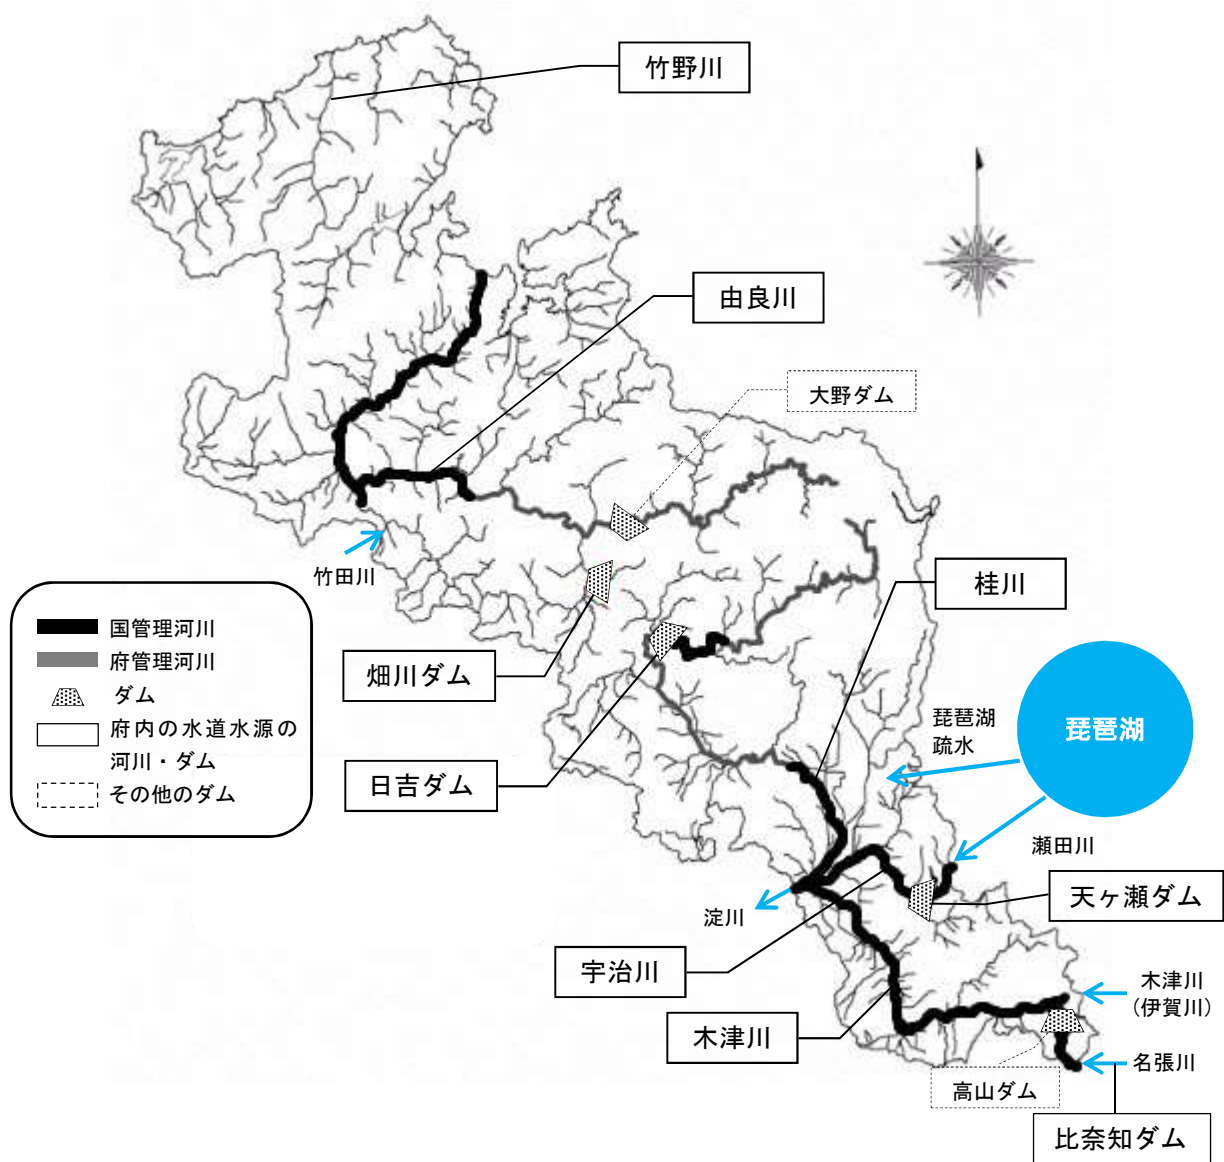 竹野川
由良川
大野ダム
竹田川
桂川
国管理河川
府管理河川
ダム
府内の水道水源の
河川・ダム
その他のダム
畑川ダム
日吉ダム
琵琶湖
疏水
琵琶湖
瀬田川
天ヶ瀬ダム
淀川
宇治川
木津川
木津川
(伊賀川)
名張川
高山ダム
比奈知ダム